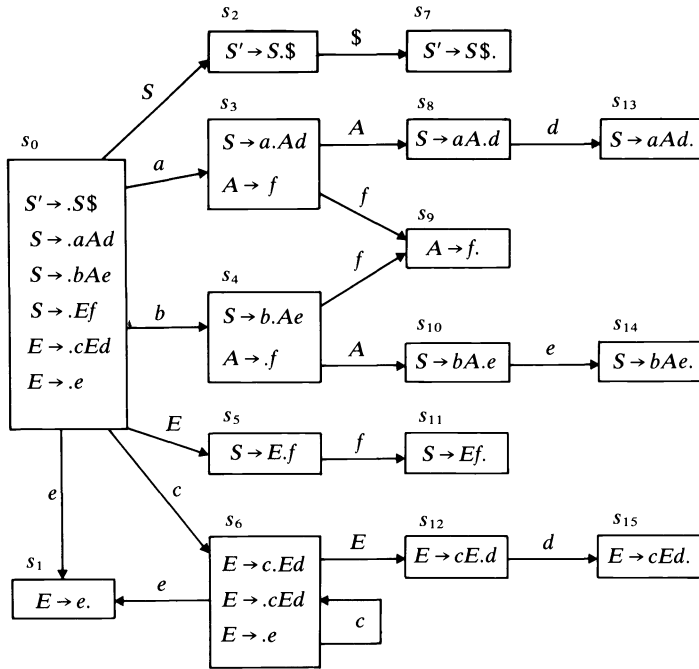 s₂
s₇
S' → S.$
$
S' → S$.
S
s₃
s₈
s₁₃
s₀
S → a.Ad
A → f
A
S → aA.d
d
S → aAd.
a
f
S' → .S$
S → .aAd
S → .bAe
S → .Ef
E → .cEd
E → .e
s₉
A → f.
s₄
f
b
S → b.Ae
A → .f
s₁₀
s₁₄
A
S → bA.e
e
S → bAe.
E
s₅
s₁₁
S → E.f
f
S → Ef.
e
c
s₆
s₁₂
s₁₅
E → c.Ed
E → .cEd
E → .e
E
E → cE.d
d
E → cEd.
s₁
E → e.
e
c